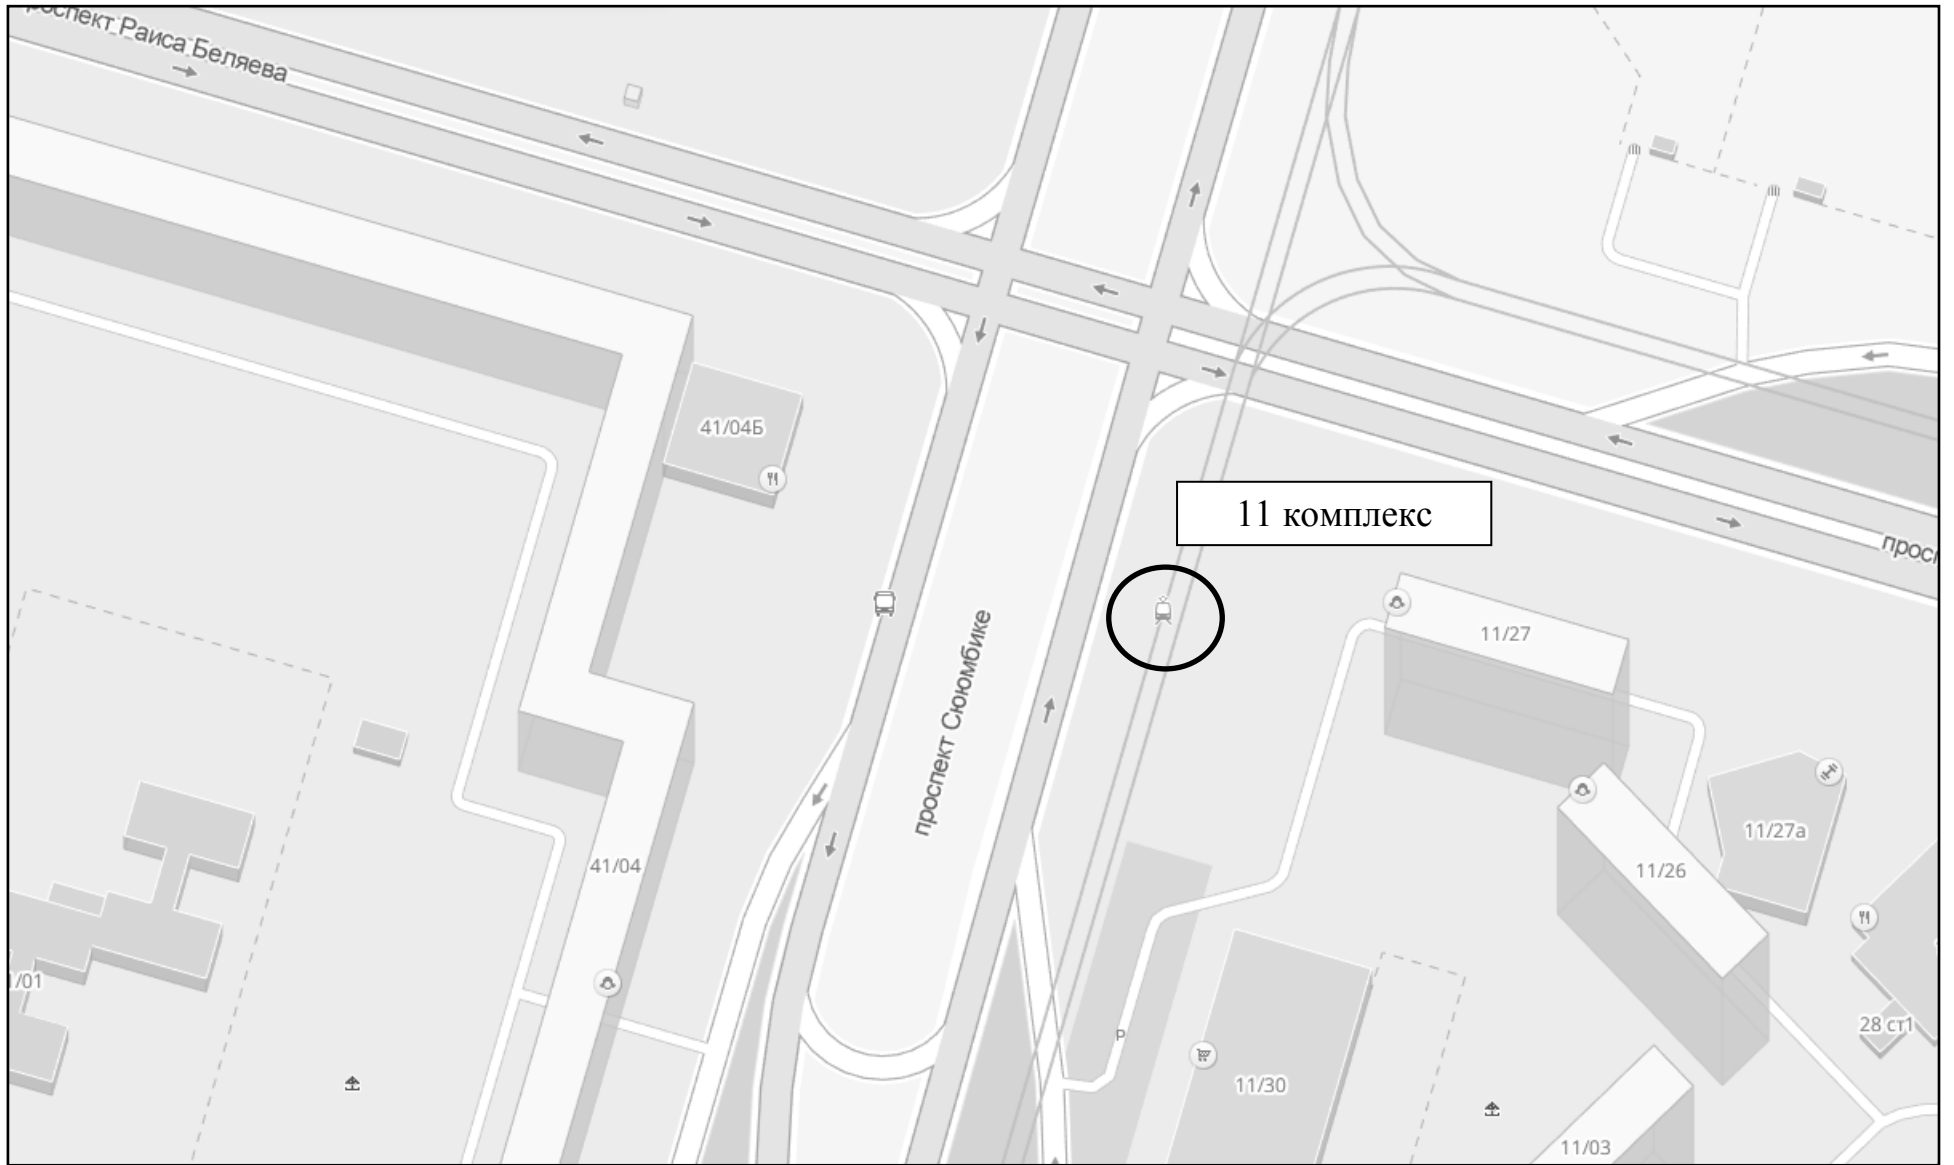 проспект Раиса Беляева
41/04Б
11 комплекс
11/27
проспект Сююмбике
41/04
11/27а
11/26
/01
28 ст1
P
11/30
11/03